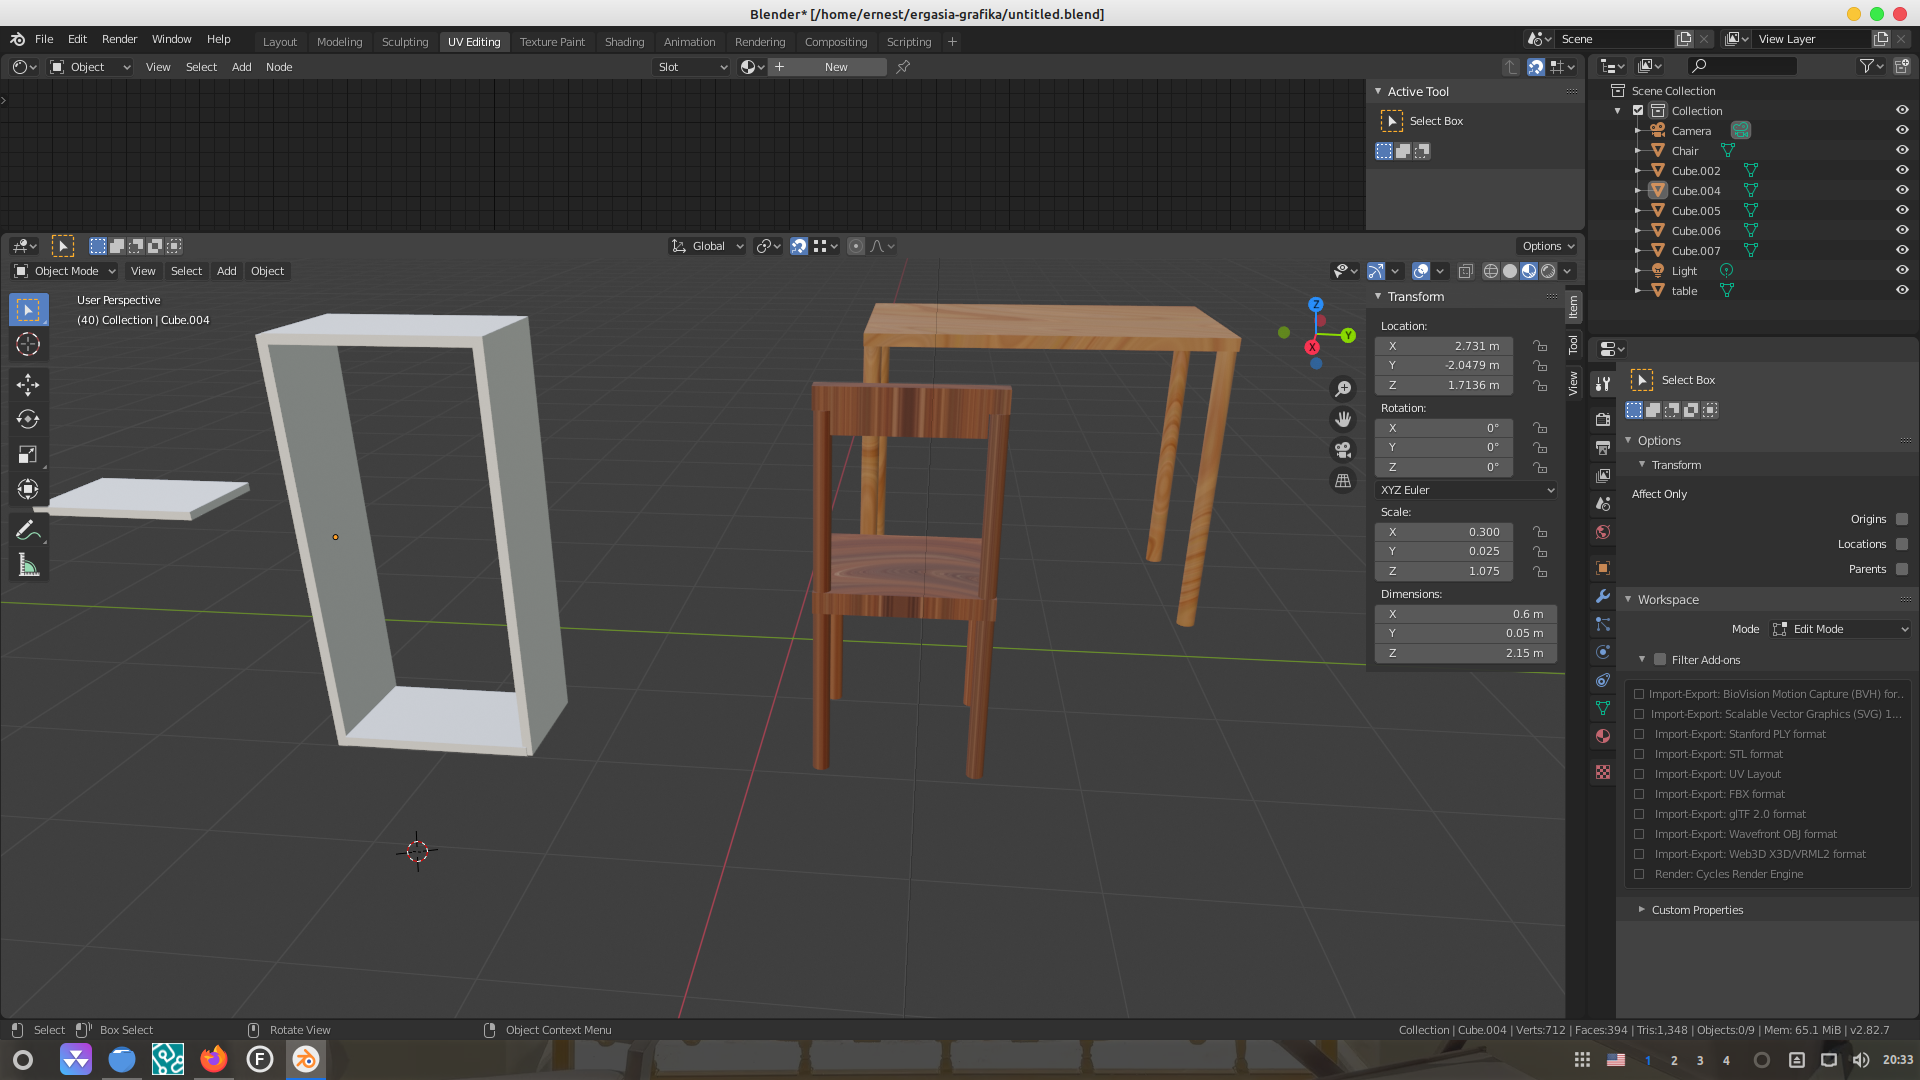 Blender* [/home/ernest/ergasia-grafika/untitled.blend]
File Edit Render Window Help
Layout Modeling Sculpting UV Editing Texture Paint Shading Animation Rendering Compositing Scripting +
Scene
View Layer
Object View Select Add Node
Slot
New
Active Tool
Select Box
Scene Collection
Collection
Camera
Chair
Cube.002
Cube.004
Cube.005
Cube.006
Cube.007
Light
table
Global
Options
Object Mode View Select Add Object
User Perspective
(40) Collection | Cube.004
Z
Y
X
Transform
Location:
X 2.731 m
Y -2.0479 m
Z 1.7136 m
Rotation:
X 0°
Y 0°
Z 0°
XYZ Euler
Scale:
X 0.300
Y 0.025
Z 1.075
Dimensions:
X 0.6 m
Y 0.05 m
Z 2.15 m
Item
Tool
View
Select Box
Options
Transform
Affect Only
Origins
Locations
Parents
Workspace
Mode Edit Mode
Filter Add-ons
Import-Export: BioVision Motion Capture (BVH) for..
Import-Export: Scalable Vector Graphics (SVG) 1...
Import-Export: Stanford PLY format
Import-Export: STL format
Import-Export: UV Layout
Import-Export: FBX format
Import-Export: glTF 2.0 format
Import-Export: Wavefront OBJ format
Import-Export: Web3D X3D/VRML2 format
Render: Cycles Render Engine
Custom Properties
Select Box Select Rotate View Object Context Menu
Collection | Cube.004 | Verts:712 | Faces:394 | Tris:1,348 | Objects:0/9 | Mem: 65.1 MiB | v2.82.7
F
1 2 3 4
20:33